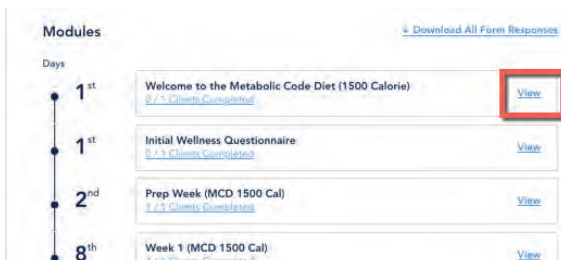 Modules
↓ Download All Form Responses
Days
1st
Welcome to the Metabolic Code Diet (1500 Calorie)
0 / 1 Clients Completed
View
1st
Initial Wellness Questionnaire
0 / 1 Clients Completed
View
2nd
Prep Week (MCD 1500 Cal)
1 / 1 Clients Completed
View
8th
Week 1 (MCD 1500 Cal)
Clients Completed
View